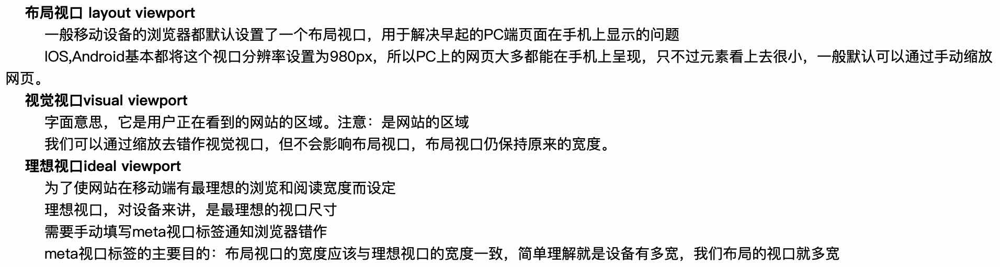 布局视口 layout viewport
一般移动设备的浏览器都默认设置了一个布局视口，用于解决早起的PC端页面在手机上显示的问题
IOS,Android基本都将这个视口分辨率设置为980px，所以PC上的网页大多都能在手机上呈现，只不过元素看上去很小，一般默认可以通过手动缩放
网页。
视觉视口visual viewport
字面意思，它是用户正在看到的网站的区域。注意：是网站的区域
我们可以通过缩放去错作视觉视口，但不会影响布局视口，布局视口仍保持原来的宽度。
理想视口ideal viewport
为了使网站在移动端有最理想的浏览和阅读宽度而设定
理想视口，对设备来讲，是最理想的视口尺寸
需要手动填写meta视口标签通知浏览器错作
meta视口标签的主要目的：布局视口的宽度应该与理想视口的宽度一致，简单理解就是设备有多宽，我们布局的视口就多宽